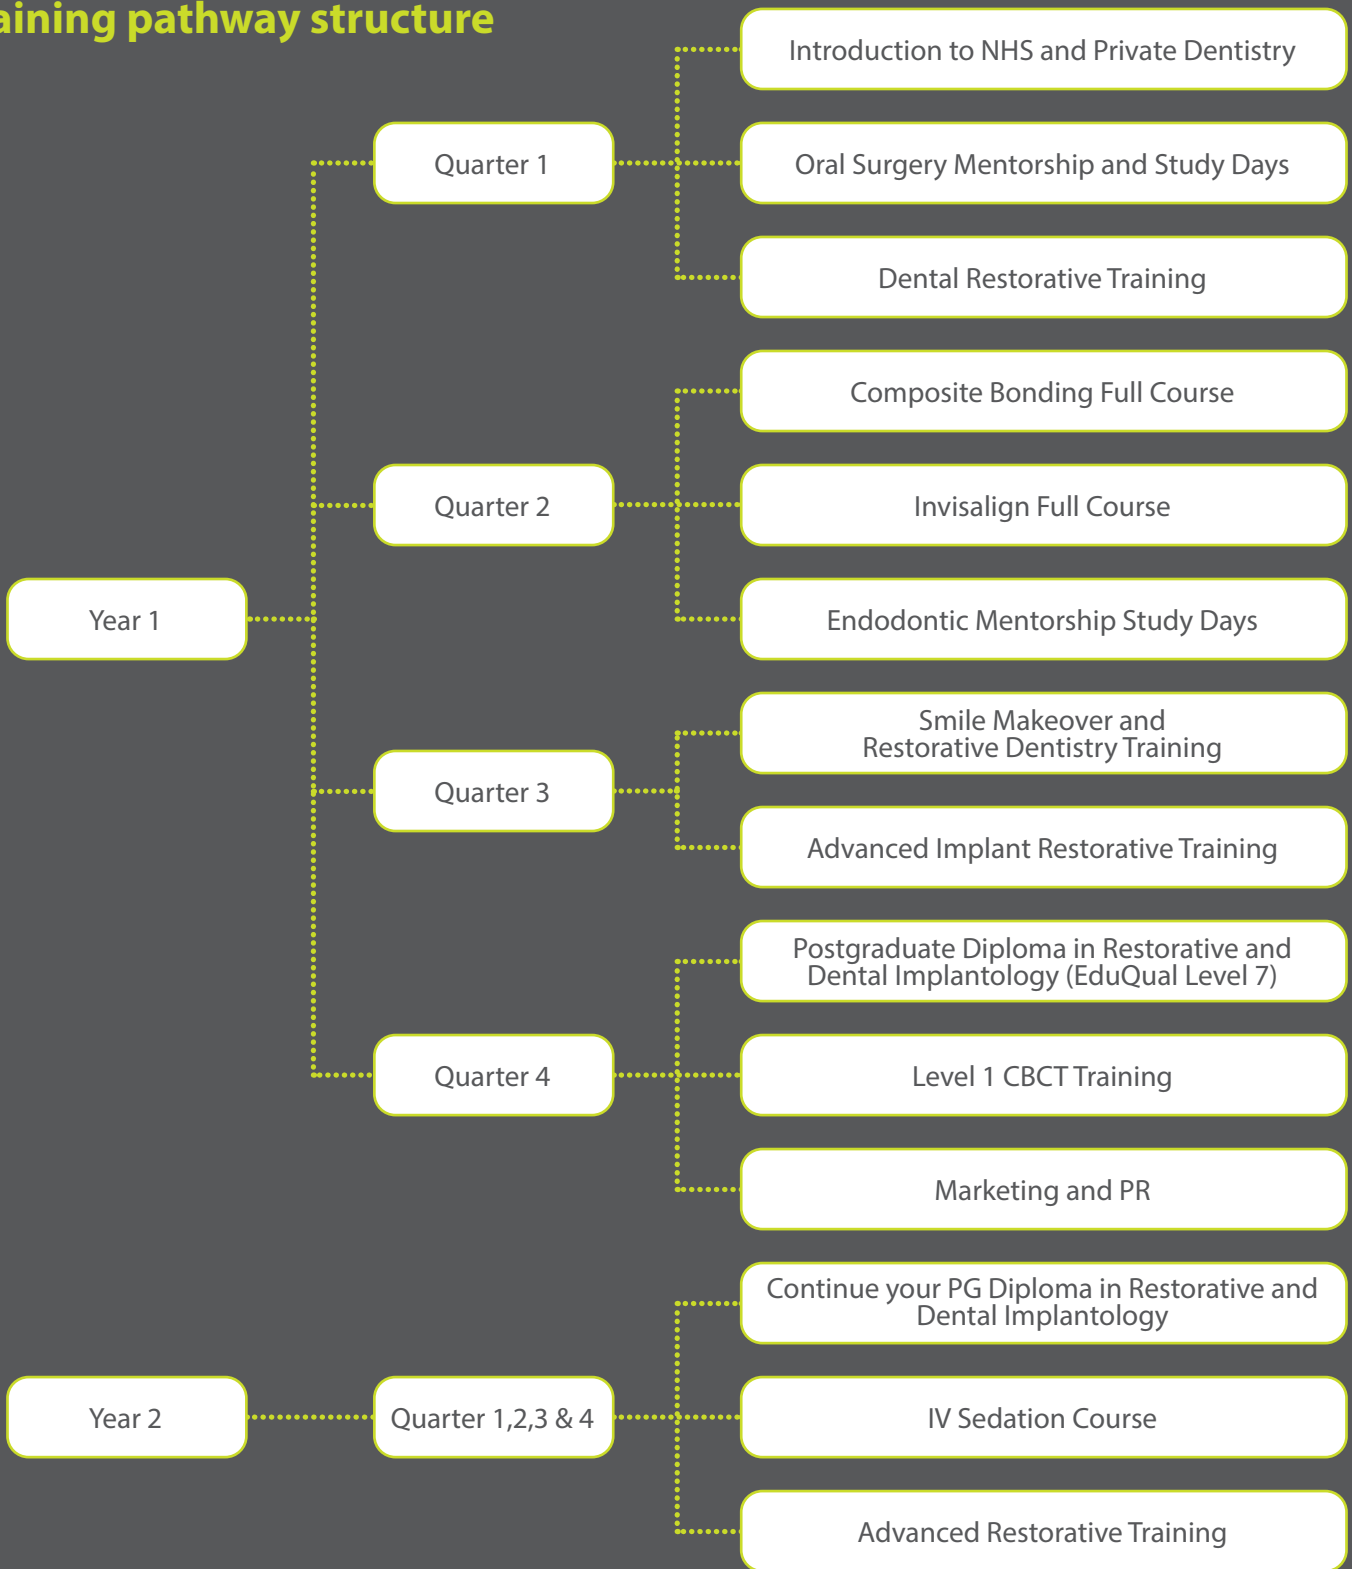 aining pathway structure
Introduction to NHS and Private Dentistry
Quarter 1
Oral Surgery Mentorship and Study Days
Dental Restorative Training
Composite Bonding Full Course
Quarter 2
Invisalign Full Course
Year 1
Endodontic Mentorship Study Days
Smile Makeover and
Restorative Dentistry Training
Quarter 3
Advanced Implant Restorative Training
Postgraduate Diploma in Restorative and
Dental Implantology (EduQual Level 7)
Quarter 4
Level 1 CBCT Training
Marketing and PR
Continue your PG Diploma in Restorative and
Dental Implantology
Year 2
Quarter 1,2,3 & 4
IV Sedation Course
Advanced Restorative Training